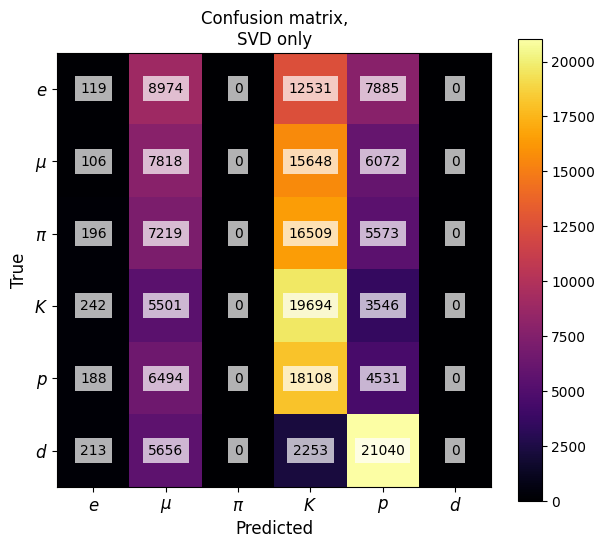 Confusion matrix,
SVD only
e 119 8974 0 12531 7885 0
μ 106 7818 0 15648 6072 0
π 196 7219 0 16509 5573 0
K 242 5501 0 19694 3546 0
p 188 6494 0 18108 4531 0
d 213 5656 0 2253 21040 0
True
e μ π K p d
Predicted
20000
17500
15000
12500
10000
7500
5000
2500
0